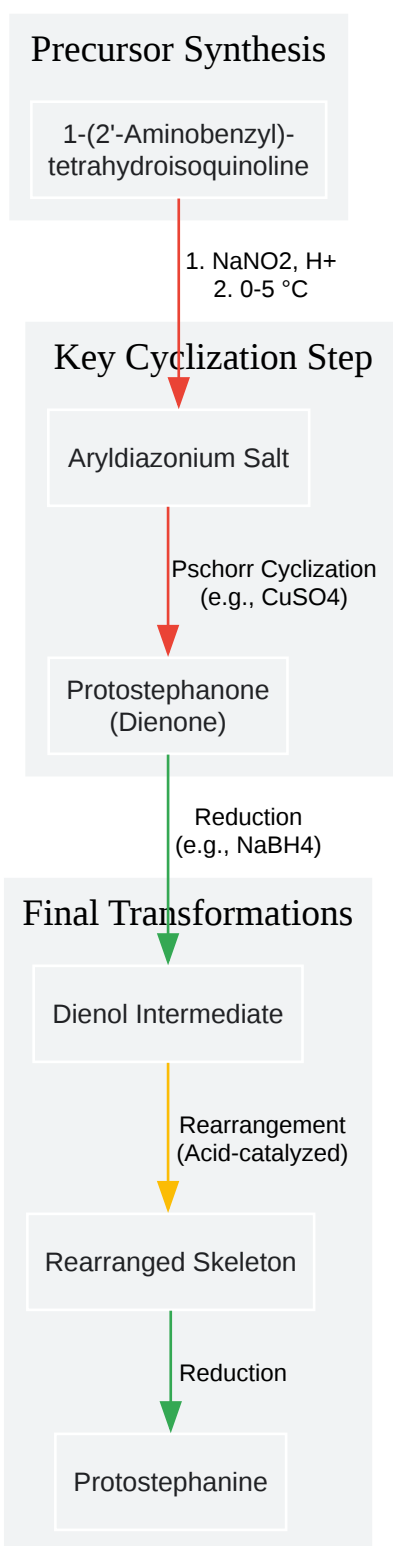 Precursor Synthesis
1-(2'-Aminobenzyl)-
tetrahydroisoquinoline
1. NaNO2, H+
2. 0-5 °C
Key Cyclization Step
Aryldiazonium Salt
Pschorr Cyclization
(e.g., CuSO4)
Protostephanone
(Dienone)
Reduction
(e.g., NaBH4)
Final Transformations
Dienol Intermediate
Rearrangement
(Acid-catalyzed)
Rearranged Skeleton
Reduction
Protostephanine